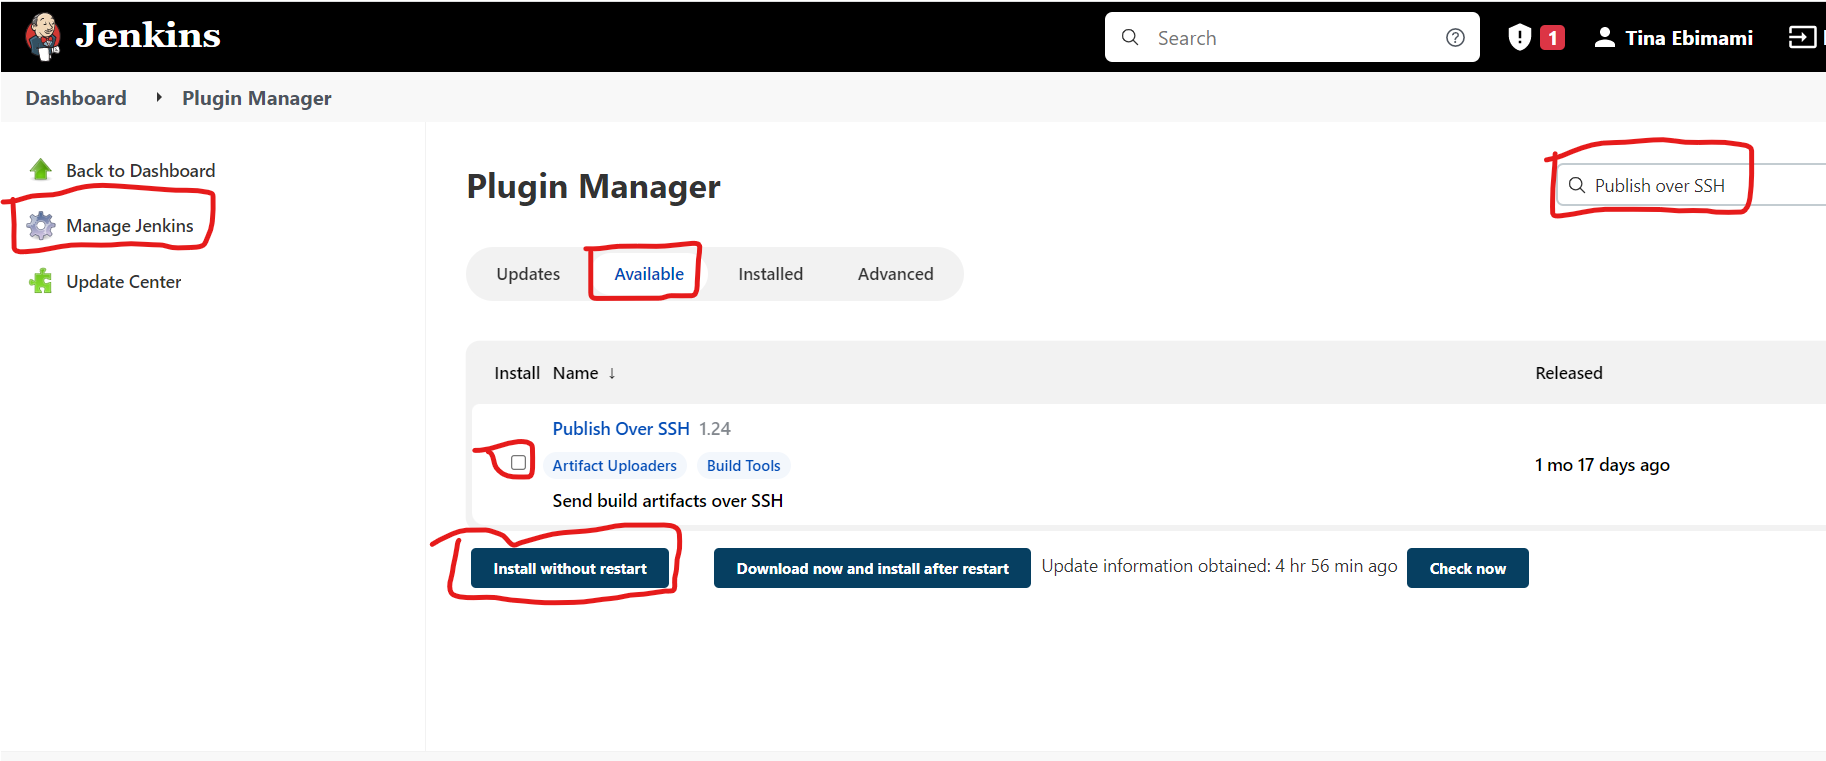 Jenkins
Search
1
Tina Ebimami
Dashboard
Plugin Manager
Back to Dashboard
Manage Jenkins
Update Center
Plugin Manager
Publish over SSH
Updates
Available
Installed
Advanced
Install
Name ↓
Released
Publish Over SSH 1.24
Artifact Uploaders
Build Tools
Send build artifacts over SSH
1 mo 17 days ago
Install without restart
Download now and install after restart
Update information obtained: 4 hr 56 min ago
Check now